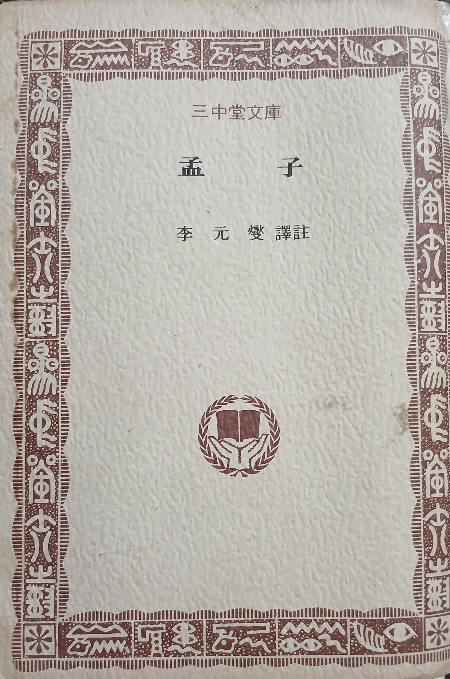 三中堂文庫
孟子
李元燮 譯註